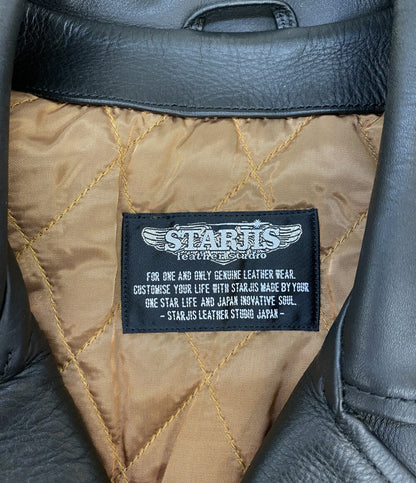 STARJIS
leather studio
FOR ONE AND ONLY GENUINE LEATHER WEAR.
CUSTOMISE YOUR LIFE WITH STARJIS MADE BY YOUR
ONE STAR LIFE AND JAPAN INOVATIVE SOUL.
- STARJIS LEATHER STUDIO JAPAN -